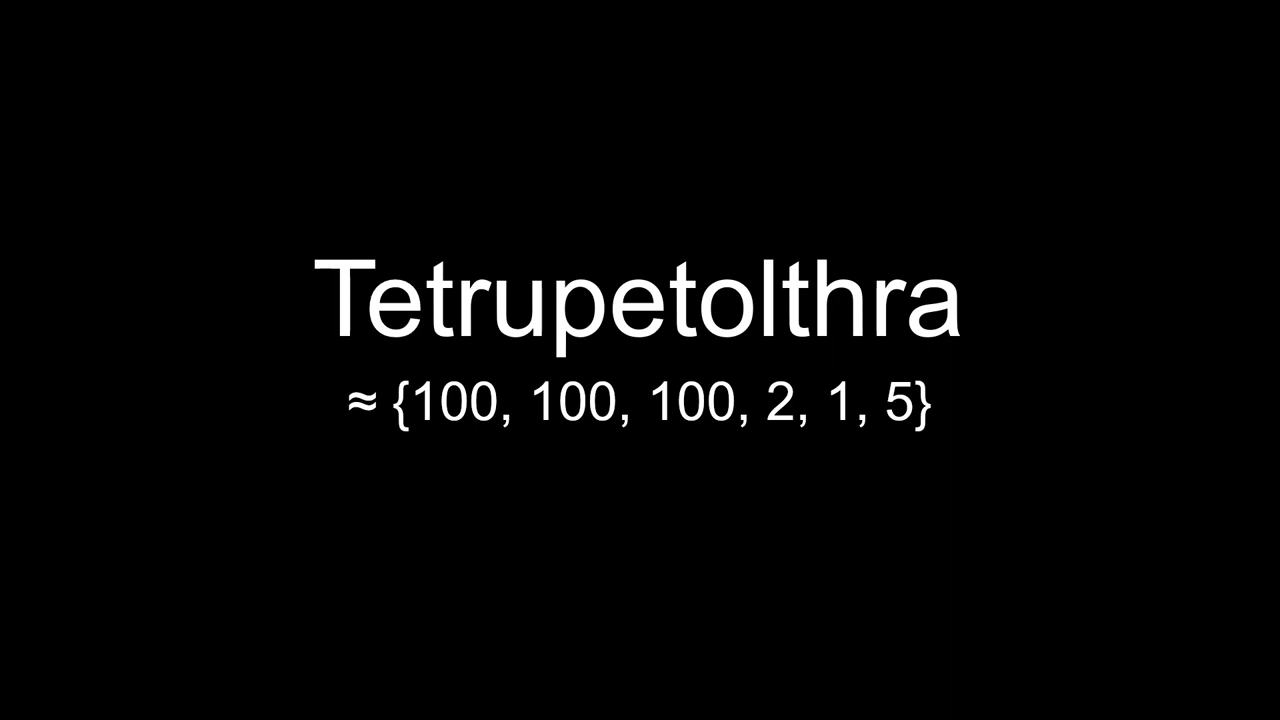 Tetrupetolthra
≈ {100, 100, 100, 2, 1, 5}